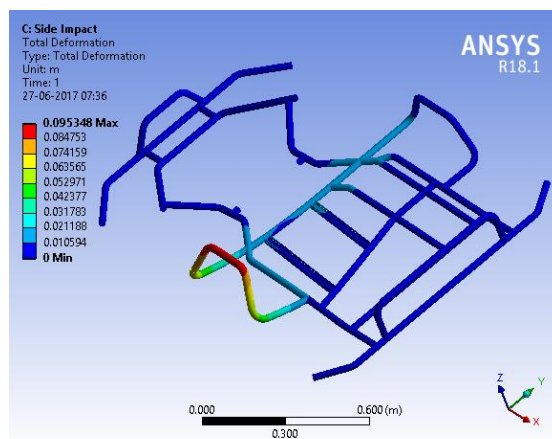 C: Side Impact
Total Deformation
Type: Total Deformation
Unit: m
Time: 1
27-06-2017 07:36
ANSYS
R18.1
0.095348 Max
0.084753
0.074159
0.063565
0.052971
0.042377
0.031783
0.021188
0.010594
0 Min
0.000
0.600 (m)
0.300
Z
Y
X